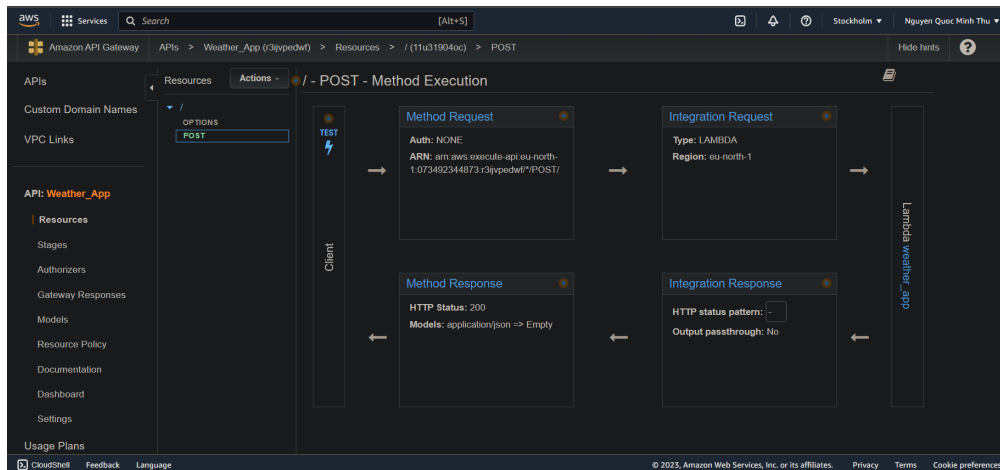 aws Services Search [Alt+S] Stockholm Nguyen Quoc Minh Thu
Amazon API Gateway APIs > Weather_App (r3ijvpedwf) > Resources > / (11u31904oc) > POST Hide hints ?
APIs
Custom Domain Names
VPC Links
API: Weather_App
Resources
Stages
Authorizers
Gateway Responses
Models
Resource Policy
Documentation
Dashboard
Settings
Usage Plans
Resources Actions
/
OPTIONS
POST
/ - POST - Method Execution
TEST
Client
Method Request
Auth: NONE
ARN: arn:aws:execute-api:eu-north-
1:073492344873:r3ijvpedwf/*/POST/
Integration Request
Type: LAMBDA
Region: eu-north-1
Lambda weather_app
Method Response
HTTP Status: 200
Models: application/json => Empty
Integration Response
HTTP status pattern: -
Output passthrough: No
CloudShell Feedback Language © 2023, Amazon Web Services, Inc. or its affiliates. Privacy Terms Cookie preferences